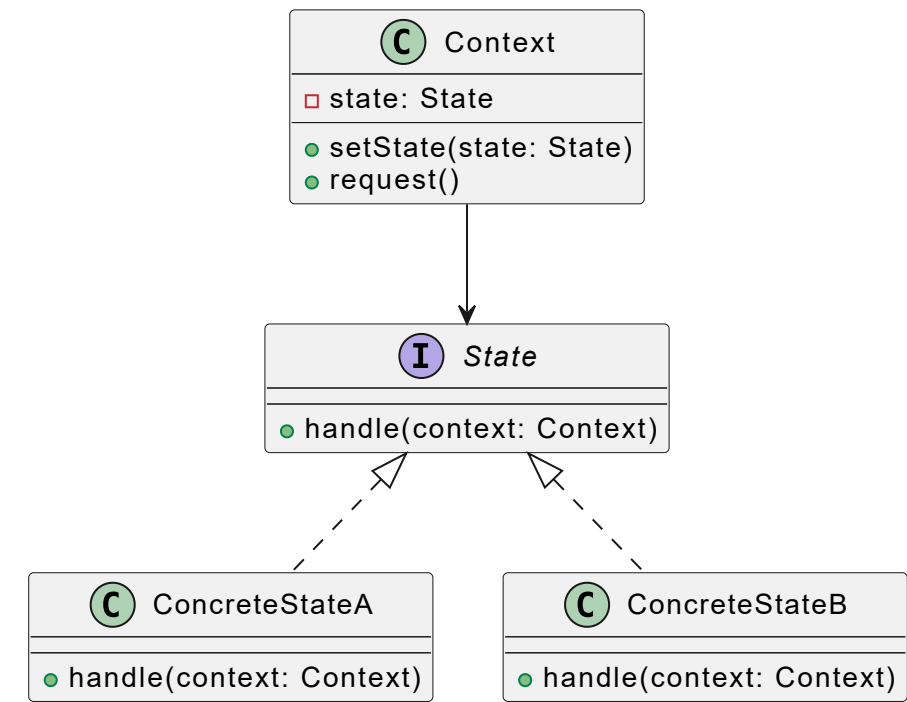 C Context
state: State
setState(state: State)
request()
I State
handle(context: Context)
C ConcreteStateA
handle(context: Context)
C ConcreteStateB
handle(context: Context)